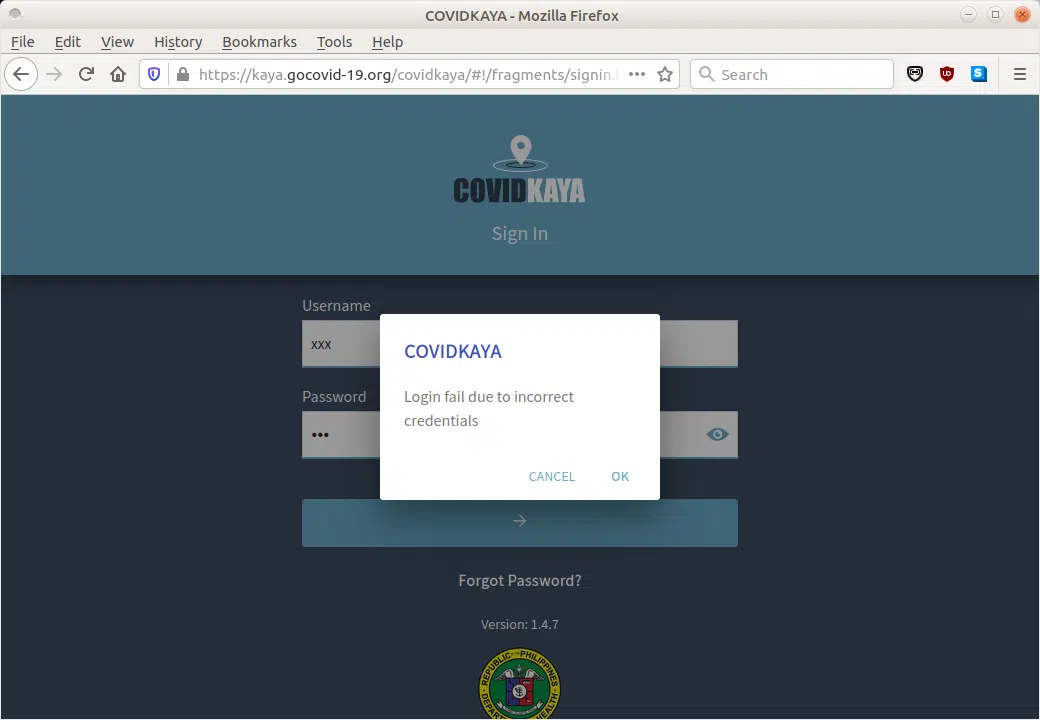 COVIDKAYA - Mozilla Firefox
File Edit View History Bookmarks Tools Help
https://kaya.gocovid-19.org/covidkaya/#!/fragments/signin. Search
COVIDKAYA
Sign In
Username
xxx
COVIDKAYA
Login fail due to incorrect
credentials
Password
•••
CANCEL OK
Forgot Password?
Version: 1.4.7
REPUBLIC OF THE PHILIPPINES